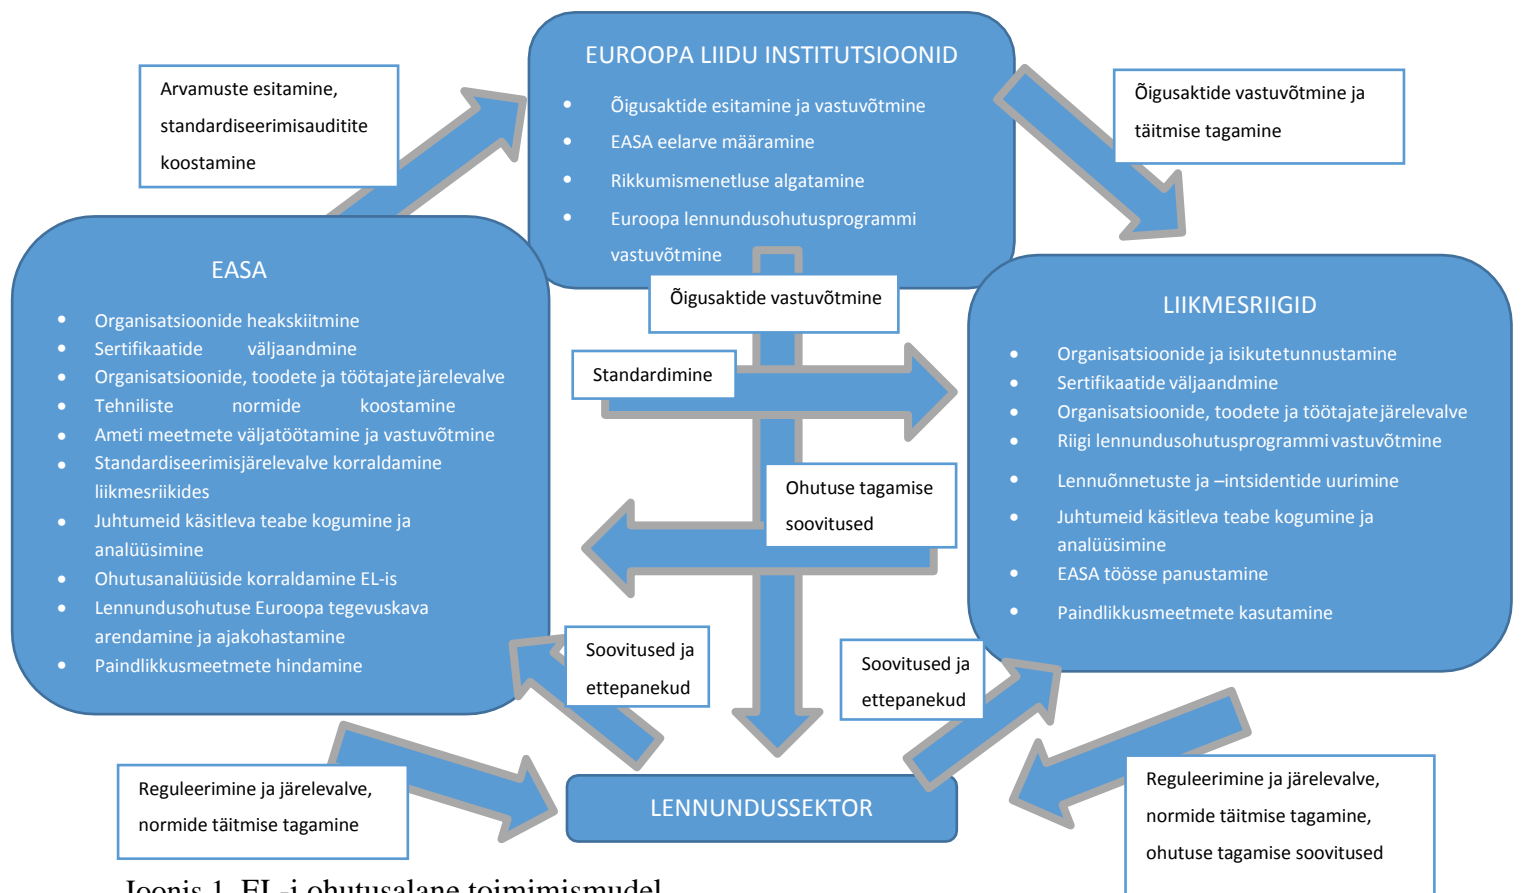 EUROOPA LIIDU INSTITUTSIOONID
Õigusaktide esitamine ja vastuvõtmine
EASA eelarve määramine
Rikkumismenetluse algatamine
Euroopa lennundusohutusprogrammi
vastuvõtmine
Arvamuste esitamine,
standardiseerimisauditite
koostamine
Õigusaktide vastuvõtmine ja
täitmise tagamine
EASA
Organisatsioonide heakskiitmine
Sertifikaatide väljaandmine
Organisatsioonide, toodete ja töötajate järelevalve
Tehniliste normide koostamine
Ameti meetmete väljatöötamine ja vastuvõtmine
Standardiseerimisjärelevalve korraldamine
liikmesriikides
Juhtumeid käsitleva teabe kogumine ja
analüüsimine
Ohutusanalüüside korraldamine EL-is
Lennundusohutuse Euroopa tegevuskava
arendamine ja ajakohastamine
Paindlikkusmeetmete hindamine
Õigusaktide vastuvõtmine
Standardimine
Ohutuse tagamise
soovitused
LIIKMESRIIGID
Organisatsioonide ja isikute tunnustamine
Sertifikaatide väljaandmine
Organisatsioonide, toodete ja töötajate järelevalve
Riigi lennundusohutusprogrammi vastuvõtmine
Lennuõnnetuste ja –intsidentide uurimine
Juhtumeid käsitleva teabe kogumine ja
analüüsimine
EASA töösse panustamine
Paindlikkusmeetmete kasutamine
Soovitused ja
ettepanekud
Soovitused ja
ettepanekud
Reguleerimine ja järelevalve,
normide täitmise tagamine
LENNUNDUSSEKTOR
Reguleerimine ja järelevalve,
normide täitmise tagamine,
ohutuse tagamise soovitused
Joonis 1. EL-i ohutusalane toimimismudel